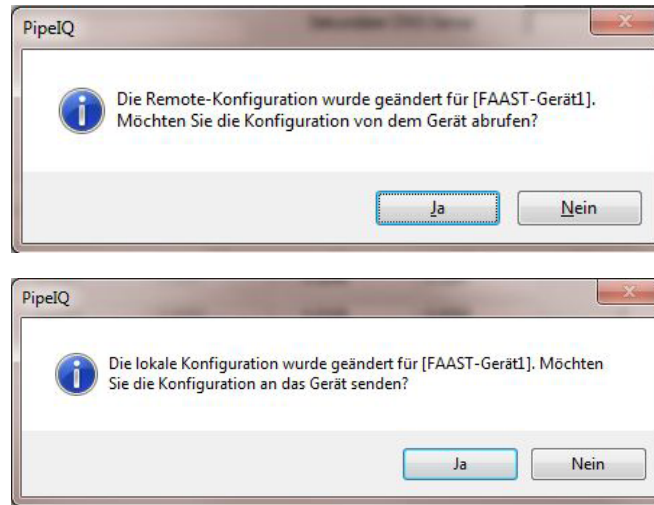 PipeIQ
Die Remote-Konfiguration wurde geändert für [FAAST-Gerät1].
Möchten Sie die Konfiguration von dem Gerät abrufen?
Ja
Nein
PipeIQ
Die lokale Konfiguration wurde geändert für [FAAST-Gerät1]. Möchten
Sie die Konfiguration an das Gerät senden?
Ja
Nein